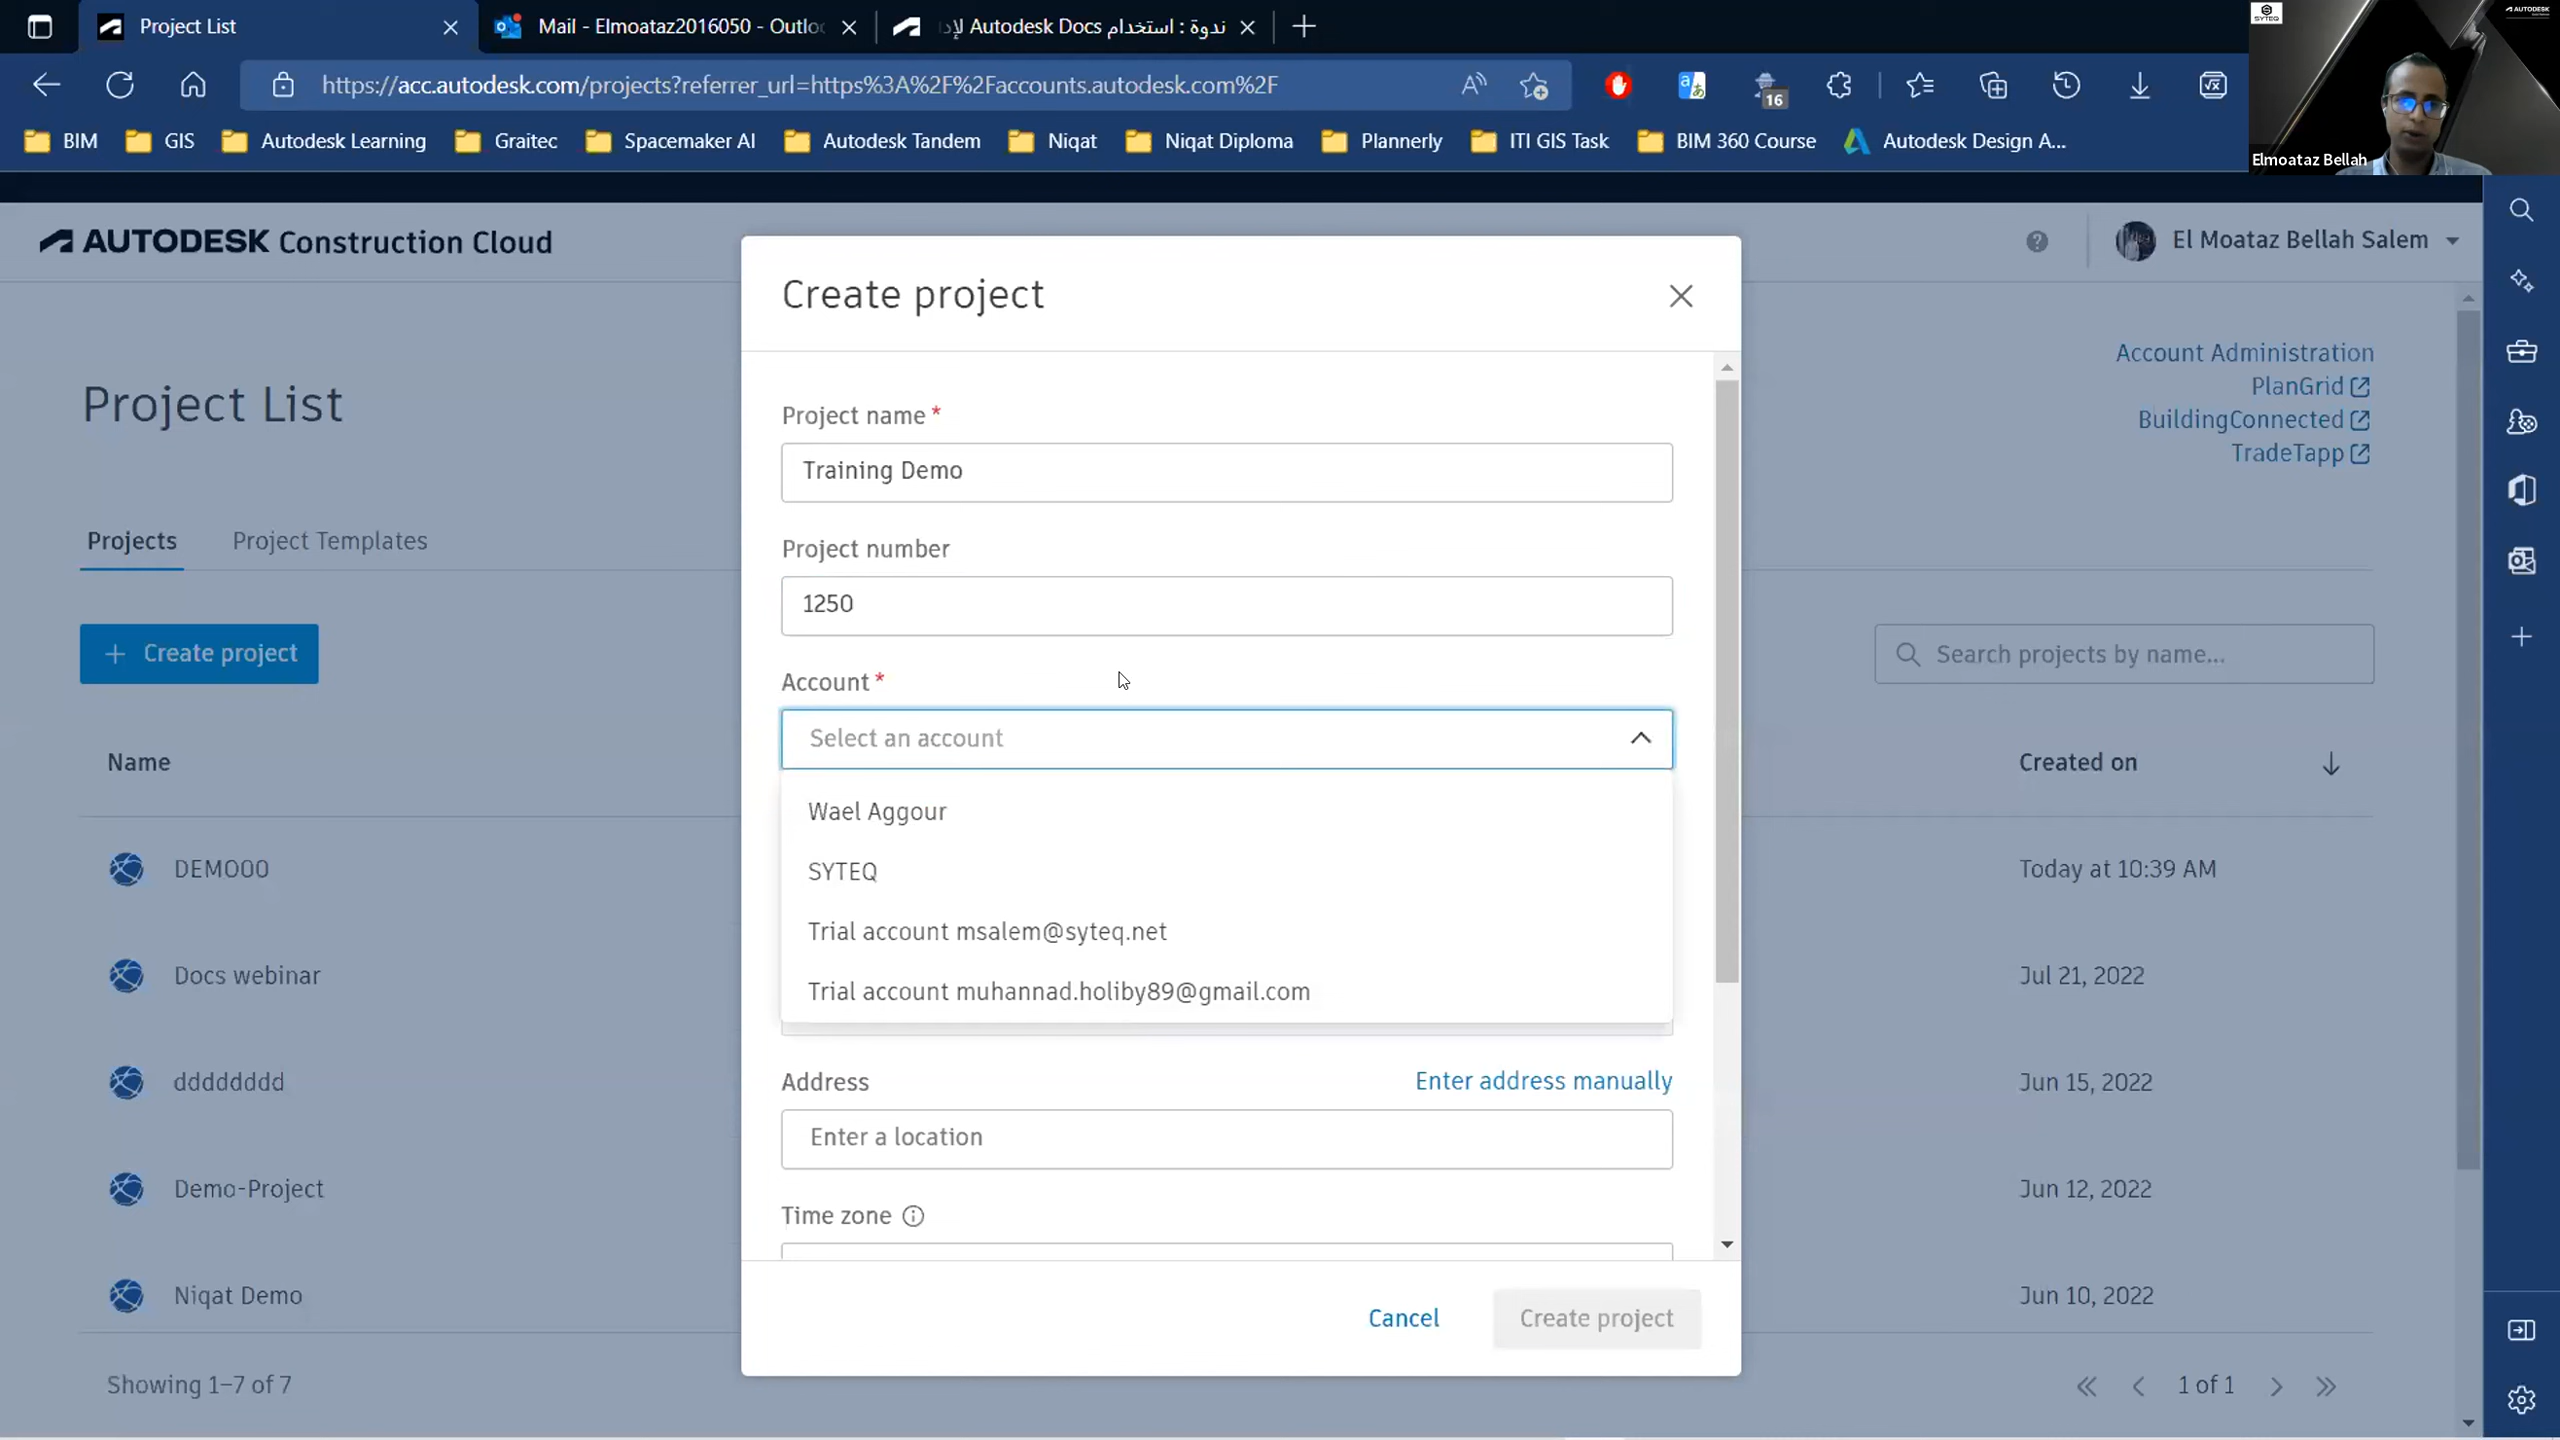 Project List
Mail - Elmoataz2016050 - Outlo
ندوة : استخدام Autodesk Docs لإد
https://acc.autodesk.com/projects?referrer_url=https%3A%2F%2Faccounts.autodesk.com%2F
16
BIM
GIS
Autodesk Learning
Graitec
Spacemaker AI
Autodesk Tandem
Niqat
Niqat Diploma
Plannerly
ITI GIS Task
BIM 360 Course
Autodesk Design A...
SYTEQ
AUTODESK
Elmoataz Bellah
AUTODESK Construction Cloud
El Moataz Bellah Salem
Project List
Account Administration
PlanGrid
BuildingConnected
TradeTapp
Projects
Project Templates
+ Create project
Search projects by name...
Name
Created on
DEMO00
Today at 10:39 AM
Docs webinar
Jul 21, 2022
dddddddd
Jun 15, 2022
Demo-Project
Jun 12, 2022
Niqat Demo
Jun 10, 2022
Showing 1–7 of 7
1 of 1
Create project
Project name *
Training Demo
Project number
1250
Account *
Select an account
Wael Aggour
SYTEQ
Trial account msalem@syteq.net
Trial account muhannad.holiby89@gmail.com
Address
Enter address manually
Enter a location
Time zone
Cancel
Create project